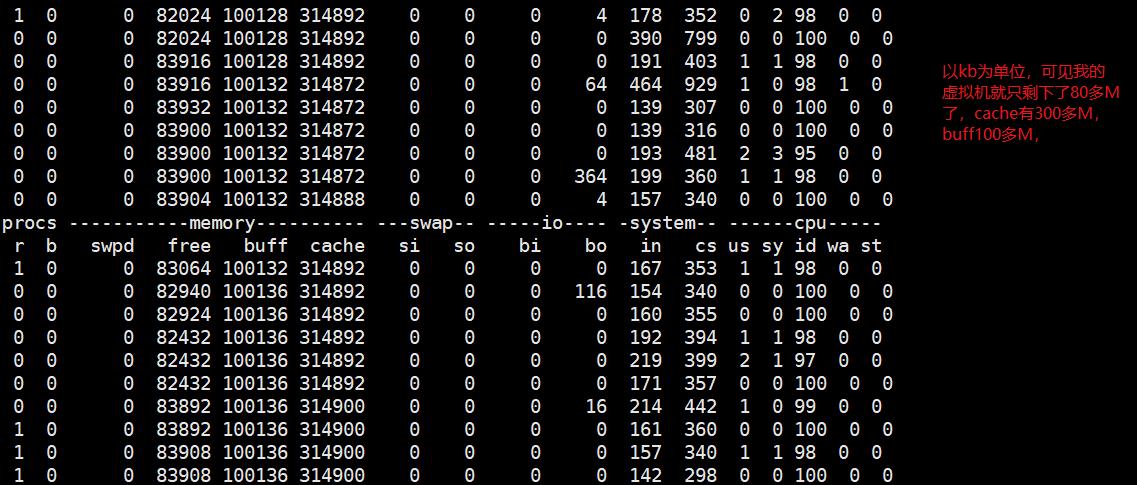 1 0 0 82024 100128 314892 0 0 0 4 178 352 0 2 98 0 0
0 0 0 82024 100128 314892 0 0 0 0 390 799 0 0 100 0 0
0 0 0 83916 100128 314892 0 0 0 0 191 403 1 1 98 0 0
0 0 0 83916 100132 314872 0 0 0 64 464 929 1 0 98 1 0
0 0 0 83932 100132 314872 0 0 0 0 139 307 0 0 100 0 0
0 0 0 83900 100132 314872 0 0 0 0 139 316 0 0 100 0 0
0 0 0 83900 100132 314872 0 0 0 0 193 481 2 3 95 0 0
0 0 0 83900 100132 314872 0 0 0 364 199 360 1 1 98 0 0
0 0 0 83904 100132 314888 0 0 0 4 157 340 0 0 100 0 0
procs -----------memory---------- ---swap-- -----io---- -system-- ------cpu-----
r b swpd free buff cache si so bi bo in cs us sy id wa st
1 0 0 83064 100132 314892 0 0 0 0 167 353 1 1 98 0 0
0 0 0 82940 100136 314892 0 0 0 116 154 340 0 0 100 0 0
0 0 0 82924 100136 314892 0 0 0 0 160 355 0 0 100 0 0
0 0 0 82432 100136 314892 0 0 0 0 192 394 1 1 98 0 0
0 0 0 82432 100136 314892 0 0 0 0 219 399 2 1 97 0 0
0 0 0 82432 100136 314892 0 0 0 0 171 357 0 0 100 0 0
0 0 0 83892 100136 314900 0 0 0 16 214 442 1 0 99 0 0
1 0 0 83892 100136 314900 0 0 0 0 161 360 0 0 100 0 0
1 0 0 83908 100136 314900 0 0 0 0 157 340 1 1 98 0 0
1 0 0 83908 100136 314900 0 0 0 0 142 298 0 0 100 0 0
以kb为单位，可见我的
虚拟机就只剩下了80多M
了，cache有300多M，
buff100多M，